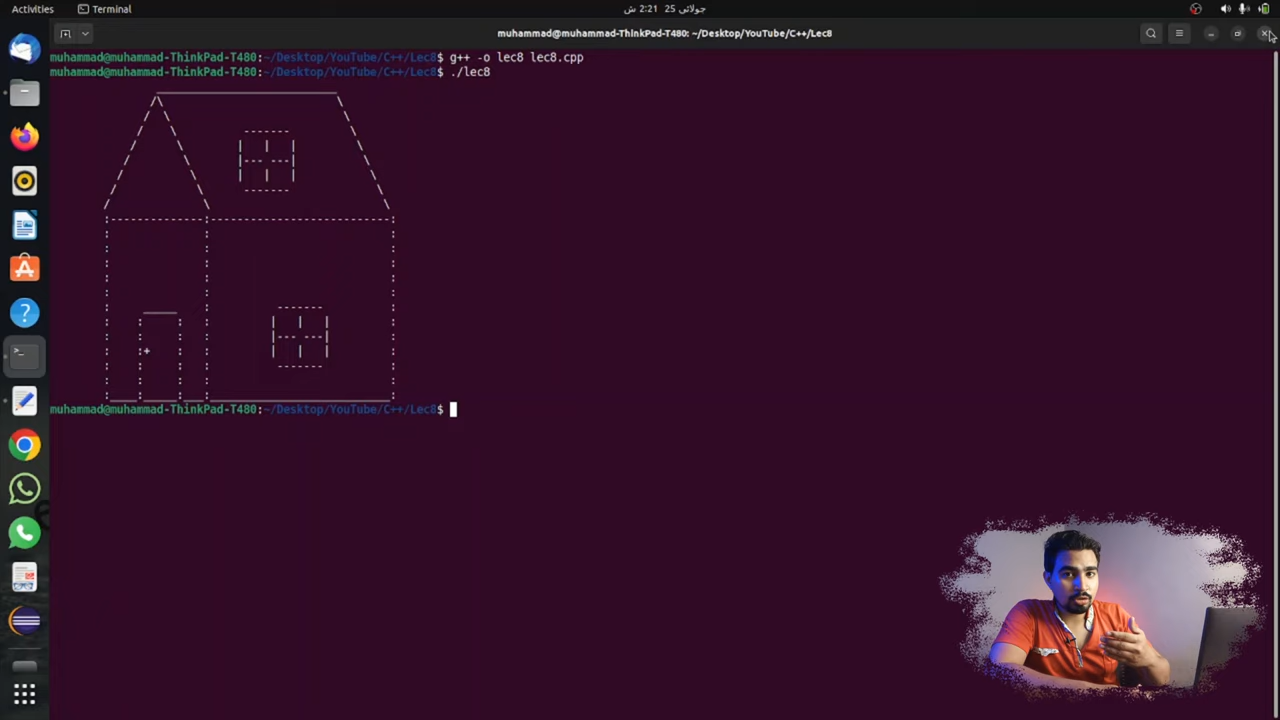 Activities
Terminal
جولائی 25 2:21 ش
muhammad@muhammad-ThinkPad-T480: ~/Desktop/YouTube/C++/Lec8
muhammad@muhammad-ThinkPad-T480:~/Desktop/YouTube/C++/Lec8$ g++ -o lec8 lec8.cpp
muhammad@muhammad-ThinkPad-T480:~/Desktop/YouTube/C++/Lec8$ ./lec8
muhammad@muhammad-ThinkPad-T480:~/Desktop/YouTube/C++/Lec8$